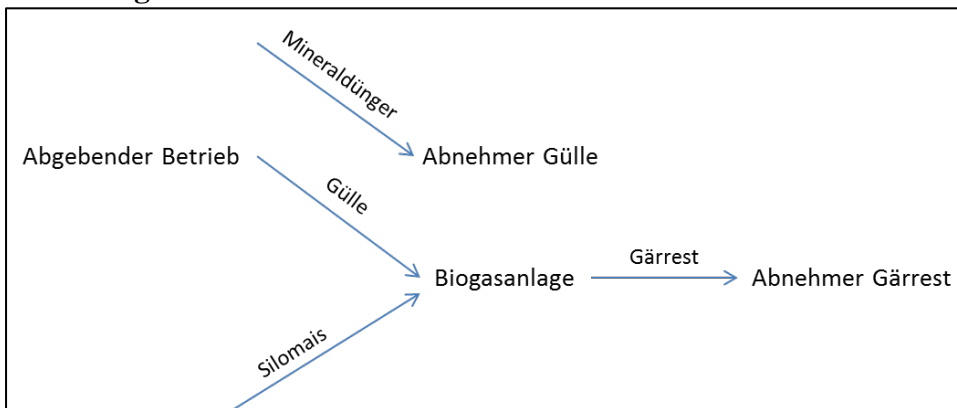 Mineraldünger
Abgebender Betrieb
Abnehmer Gülle
Gülle
Gärrest
Biogasanlage
Abnehmer Gärrest
Silomais